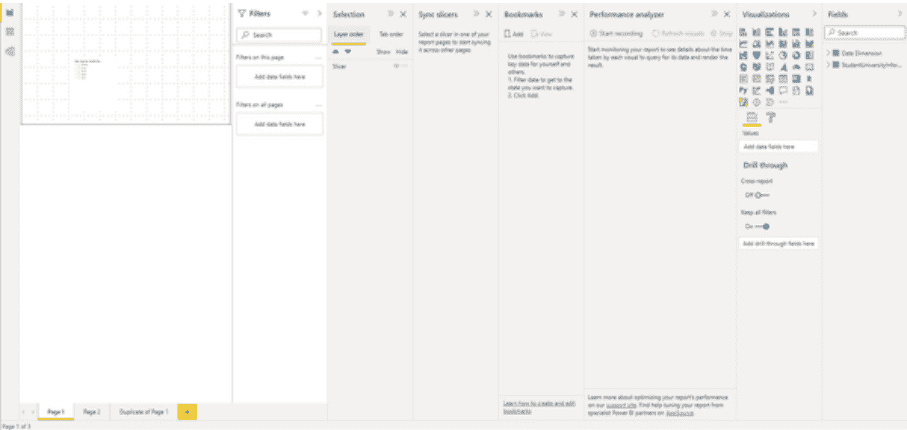 Filters
Search
Filters on this page
Add data fields here
Filters on all pages
Add data fields here
Selection
Layer order
Tab order
Show Hide
Slicer
Sync slicers
Select a slicer in one of your
report pages to start syncing
it across other pages.
Bookmarks
Add View
Use bookmarks to capture
key data for yourself and
others.
1. Filter data to get to the
state you want to capture.
2. Click Add.
Learn how to create and edit
bookmarks
Performance analyzer
Start recording Refresh visuals Stop
Start monitoring your report to see details about the time
taken by each visual to query for its data and render the
result.
Learn more about optimizing your report's performance
on our support site. Find help tuning your report from
specialist Power BI partners on AppSource.
Visualizations
Values
Add data fields here
Drill through
Cross-report
Off
Keep all filters
On
Add drill-through fields here
Fields
Search
Date Dimension
StudentUniversityInfo...
Page 1
Page 2
Duplicate of Page 1
Page 1 of 3